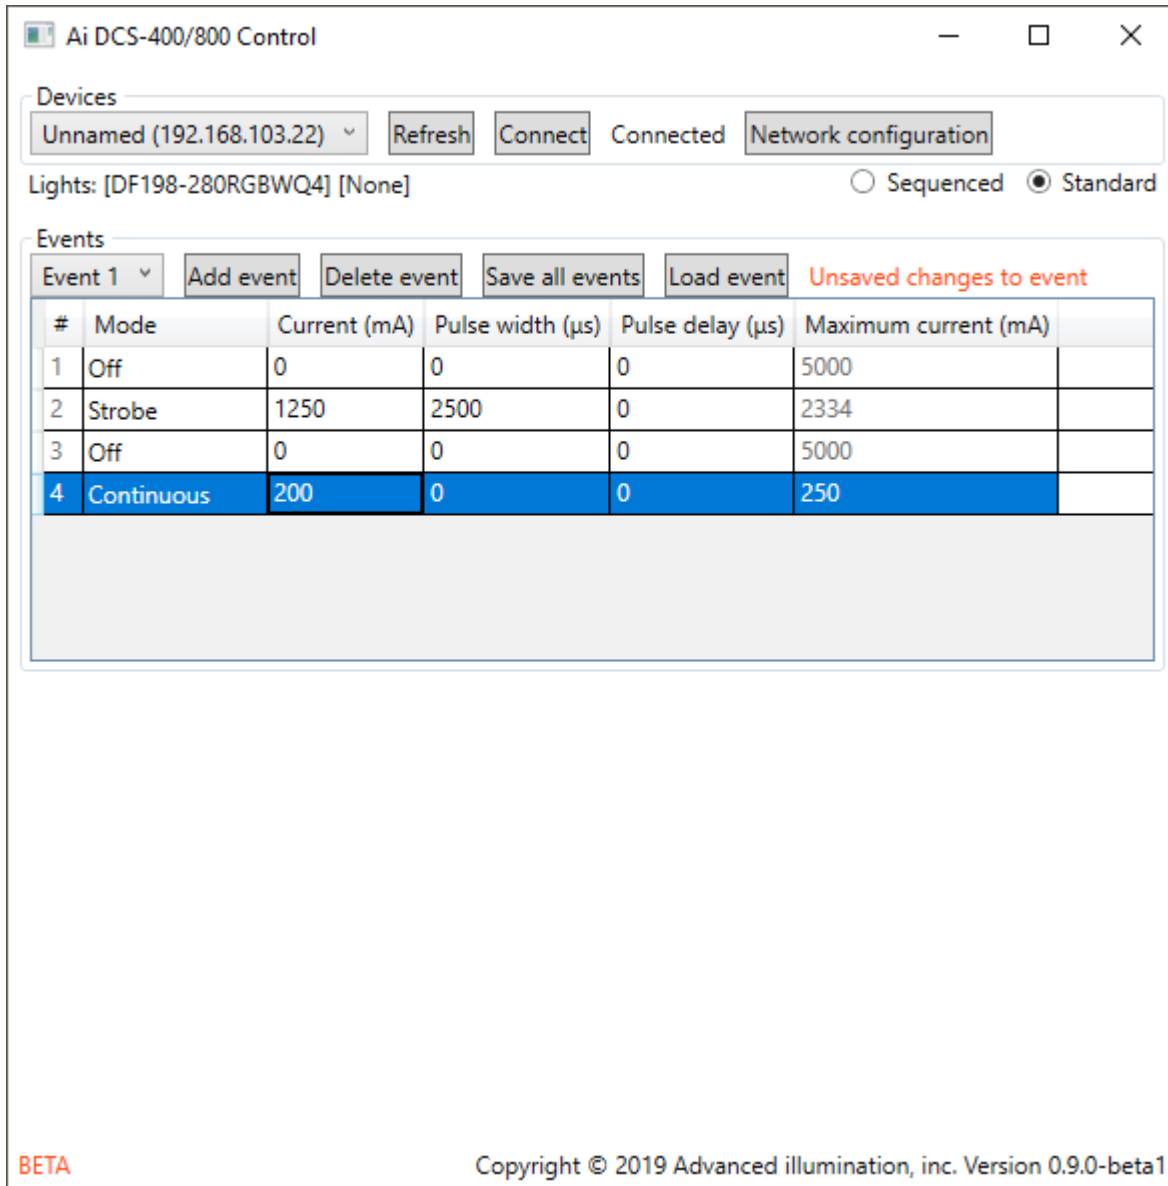 Ai DCS-400/800 Control
Devices
Unnamed (192.168.103.22) Refresh Connect Connected Network configuration
Lights: [DF198-280RGBWQ4] [None] Sequenced Standard
Events
Event 1 Add event Delete event Save all events Load event Unsaved changes to event
# Mode Current (mA) Pulse width (µs) Pulse delay (µs) Maximum current (mA)
1 Off 0 0 0 5000
2 Strobe 1250 2500 0 2334
3 Off 0 0 0 5000
4 Continuous 200 0 0 250
BETA Copyright © 2019 Advanced illumination, inc. Version 0.9.0-beta1